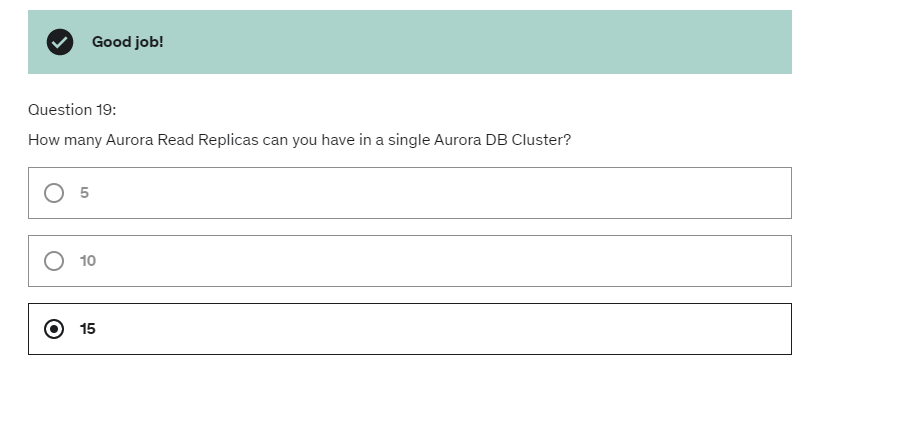 Good job!
Question 19:
How many Aurora Read Replicas can you have in a single Aurora DB Cluster?
5
10
15